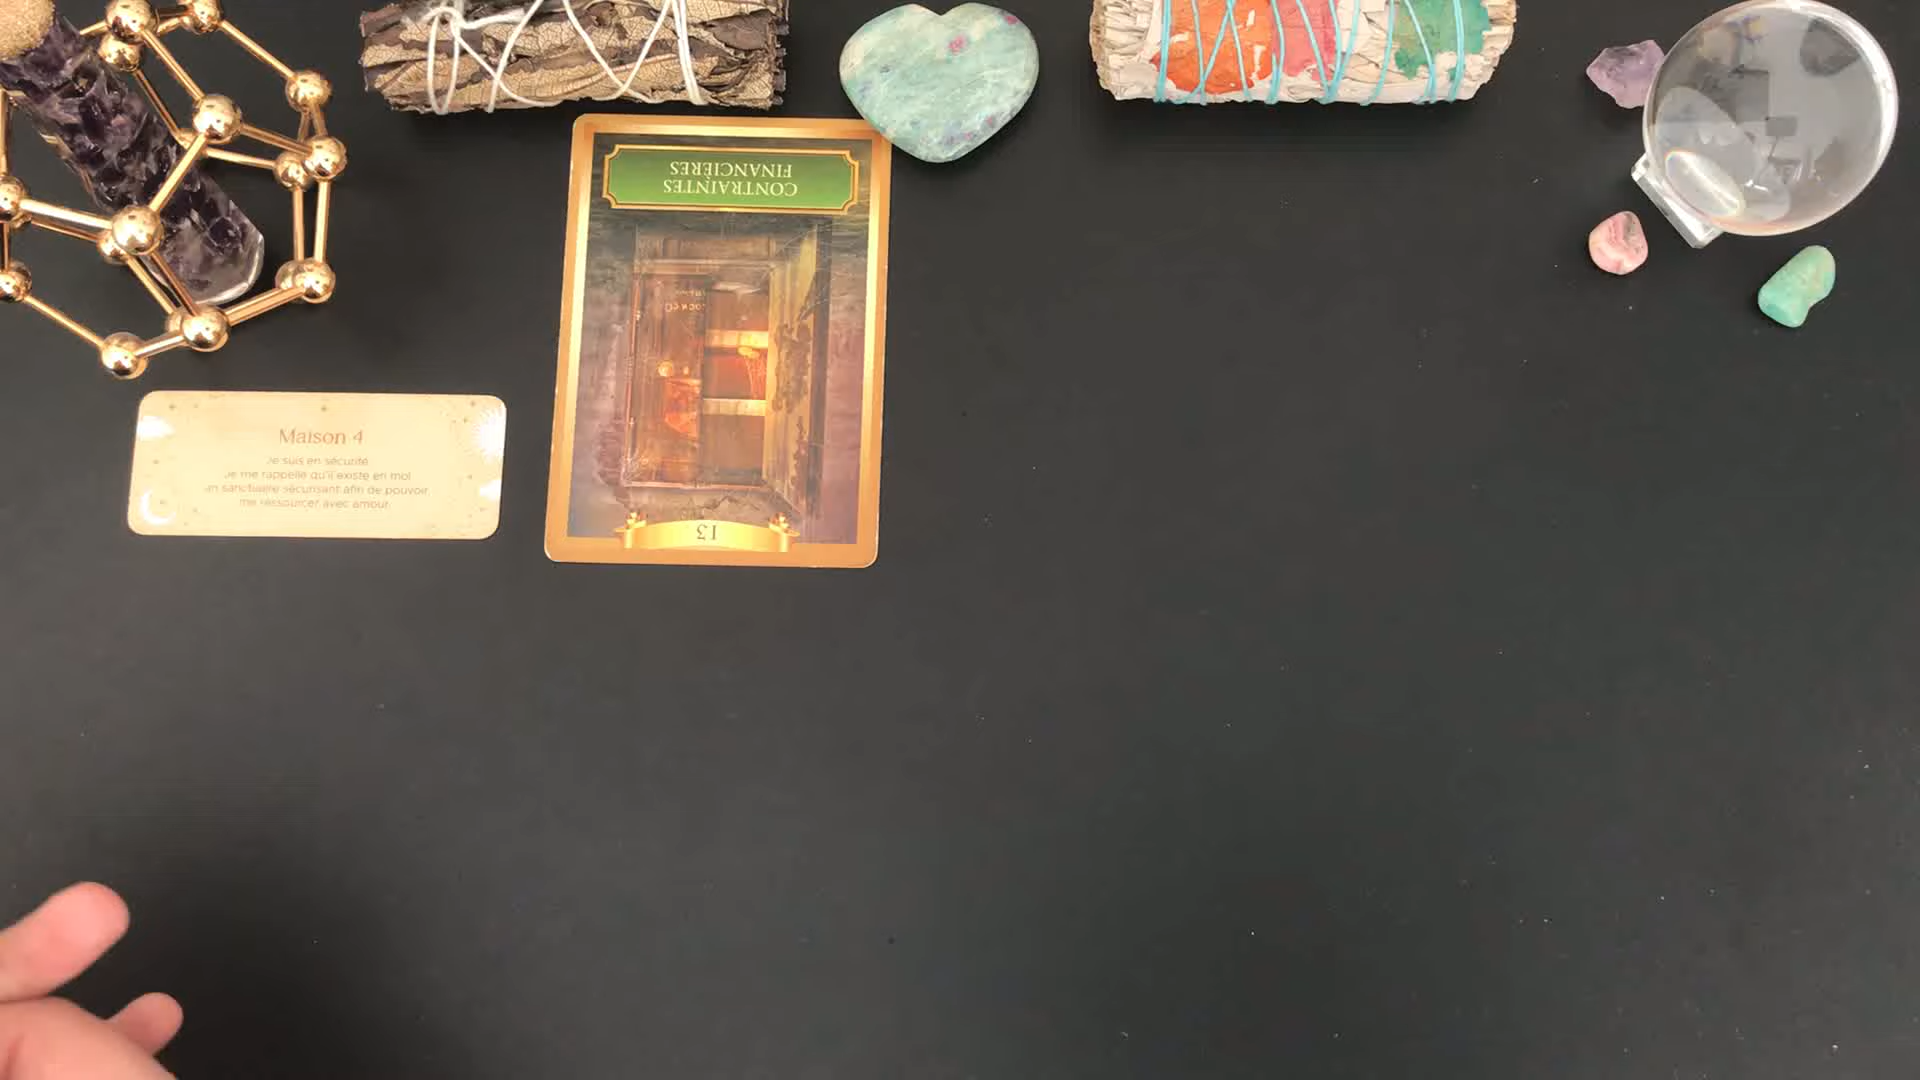 Maison 4
Je suis en sécurité
Je me rappelle qu'il existe en moi
un sanctuaire sécurisant afin de pouvoir
me ressourcer avec amour
CONTRAINTES
FINANCIÈRES
13